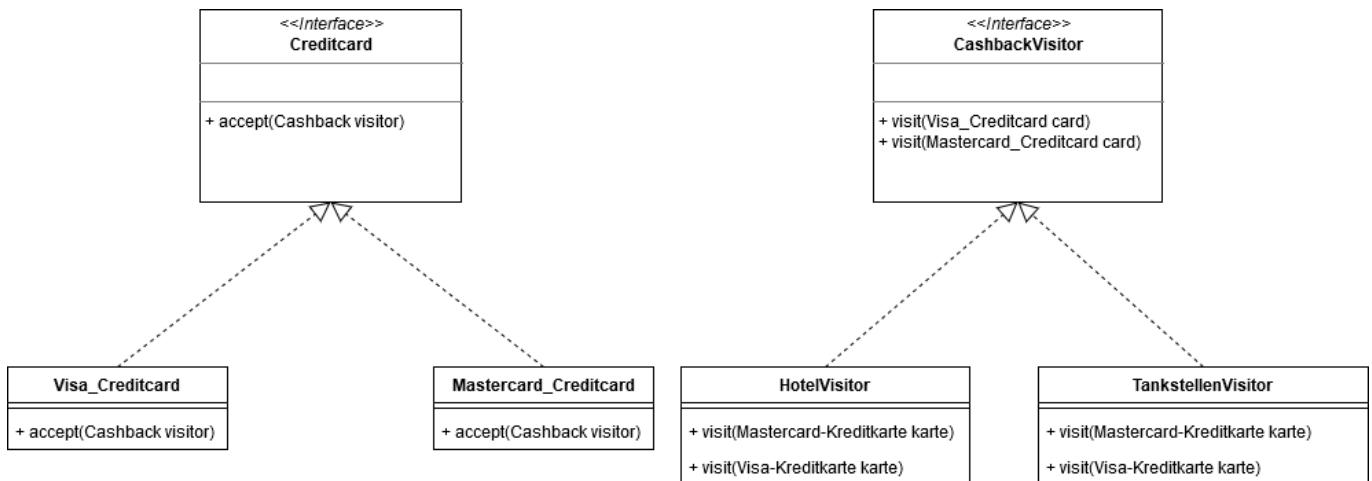 <<Interface>>
Creditcard
+ accept(Cashback visitor)
<<Interface>>
CashbackVisitor
+ visit(Visa_Creditcard card)
+ visit(Mastercard_Creditcard card)
Visa_Creditcard
+ accept(Cashback visitor)
Mastercard_Creditcard
+ accept(Cashback visitor)
HotelVisitor
+ visit(Mastercard-Kreditkarte karte)
+ visit(Visa-Kreditkarte karte)
TankstellenVisitor
+ visit(Mastercard-Kreditkarte karte)
+ visit(Visa-Kreditkarte karte)